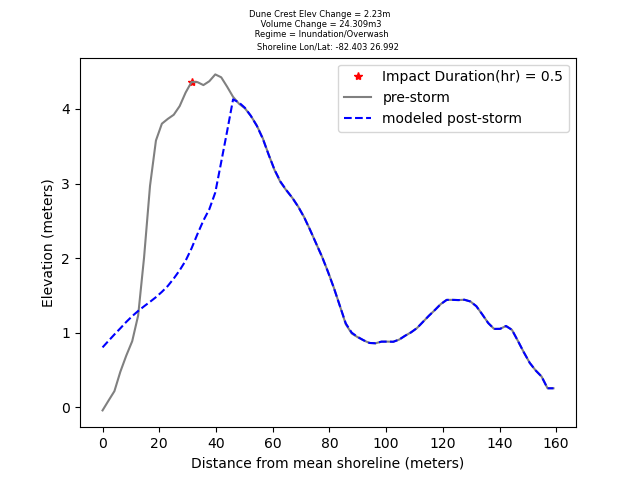 Dune Crest Elev Change = 2.23m
Volume Change = 24.309m3
Regime = Inundation/Overwash
Shoreline Lon/Lat: -82.403 26.992
Impact Duration(hr) = 0.5
pre-storm
modeled post-storm
4
3
2
1
0
Elevation (meters)
0 20 40 60 80 100 120 140 160
Distance from mean shoreline (meters)